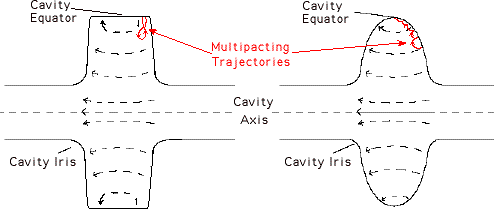 Cavity
Equator
Cavity
Equator
Multipacting
Trajectories
Cavity
Axis
Cavity Iris
Cavity Iris